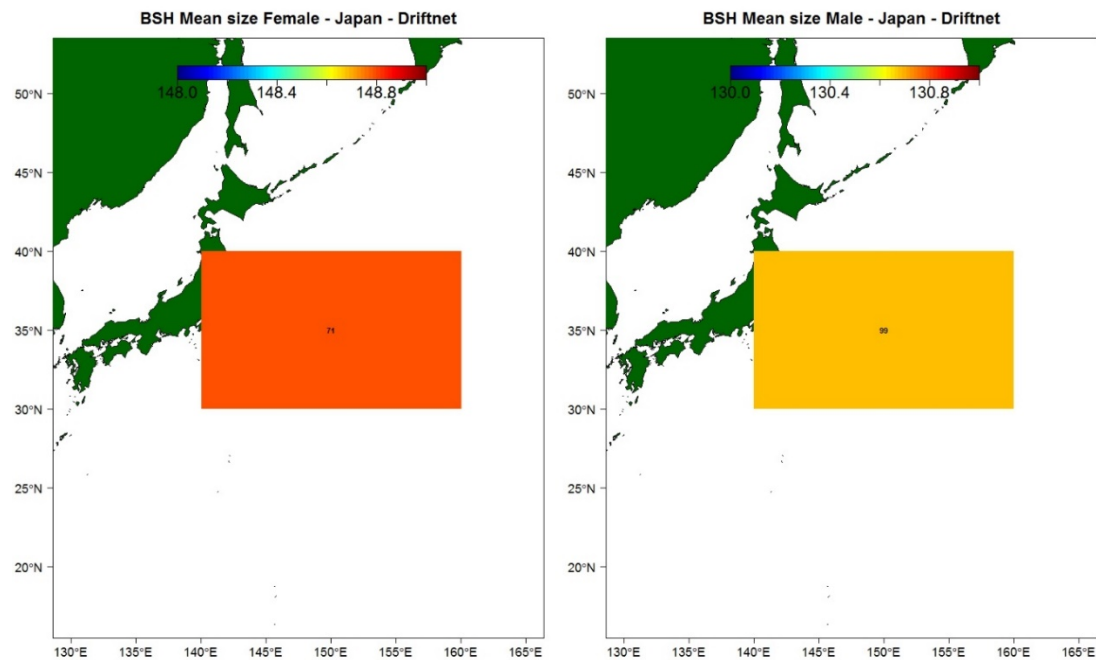 BSH Mean size Female - Japan - Driftnet
148.0 148.4 148.8
50°N
45°N
40°N
35°N
71
30°N
25°N
20°N
130°E 135°E 140°E 145°E 150°E 155°E 160°E 165°E
BSH Mean size Male - Japan - Driftnet
130.0 130.4 130.8
50°N
45°N
40°N
35°N
99
30°N
25°N
20°N
130°E 135°E 140°E 145°E 150°E 155°E 160°E 165°E